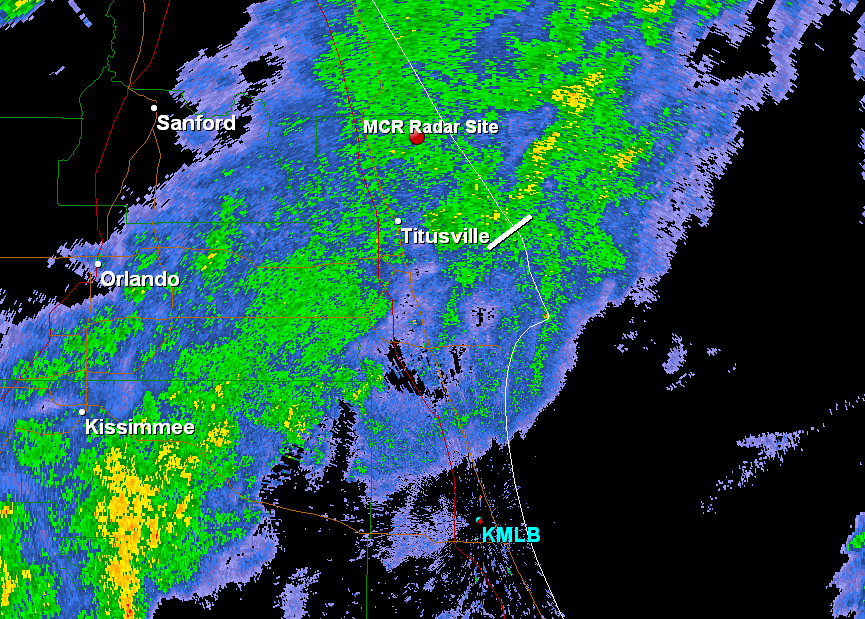 Sanford
MCR Radar Site
Titusville
Orlando
Kissimmee
KMLB